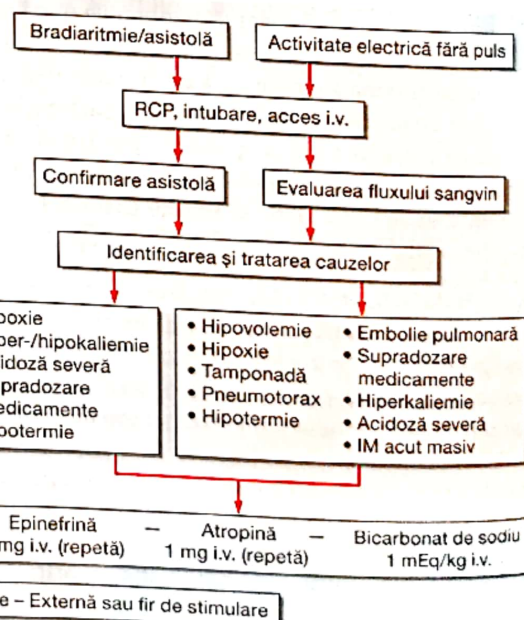 Bradiaritmie/asistolă
Activitate electrică fără puls
RCP, intubare, acces i.v.
Confirmare asistolă
Evaluarea fluxului sangvin
Identificarea și tratarea cauzelor
poxie
per-/hipokaliemie
idoză severă
pradozare
edicamente
potermie
• Hipovolemie
• Hipoxie
• Tamponadă
• Pneumotorax
• Hipotermie
• Embolie pulmonară
• Supradozare
medicamente
• Hiperkaliemie
• Acidoză severă
• IM acut masiv
Epinefrină – Atropină – Bicarbonat de sodiu
mg i.v. (repetă) 1 mg i.v. (repetă) 1 mEq/kg i.v.
e – Externă sau fir de stimulare